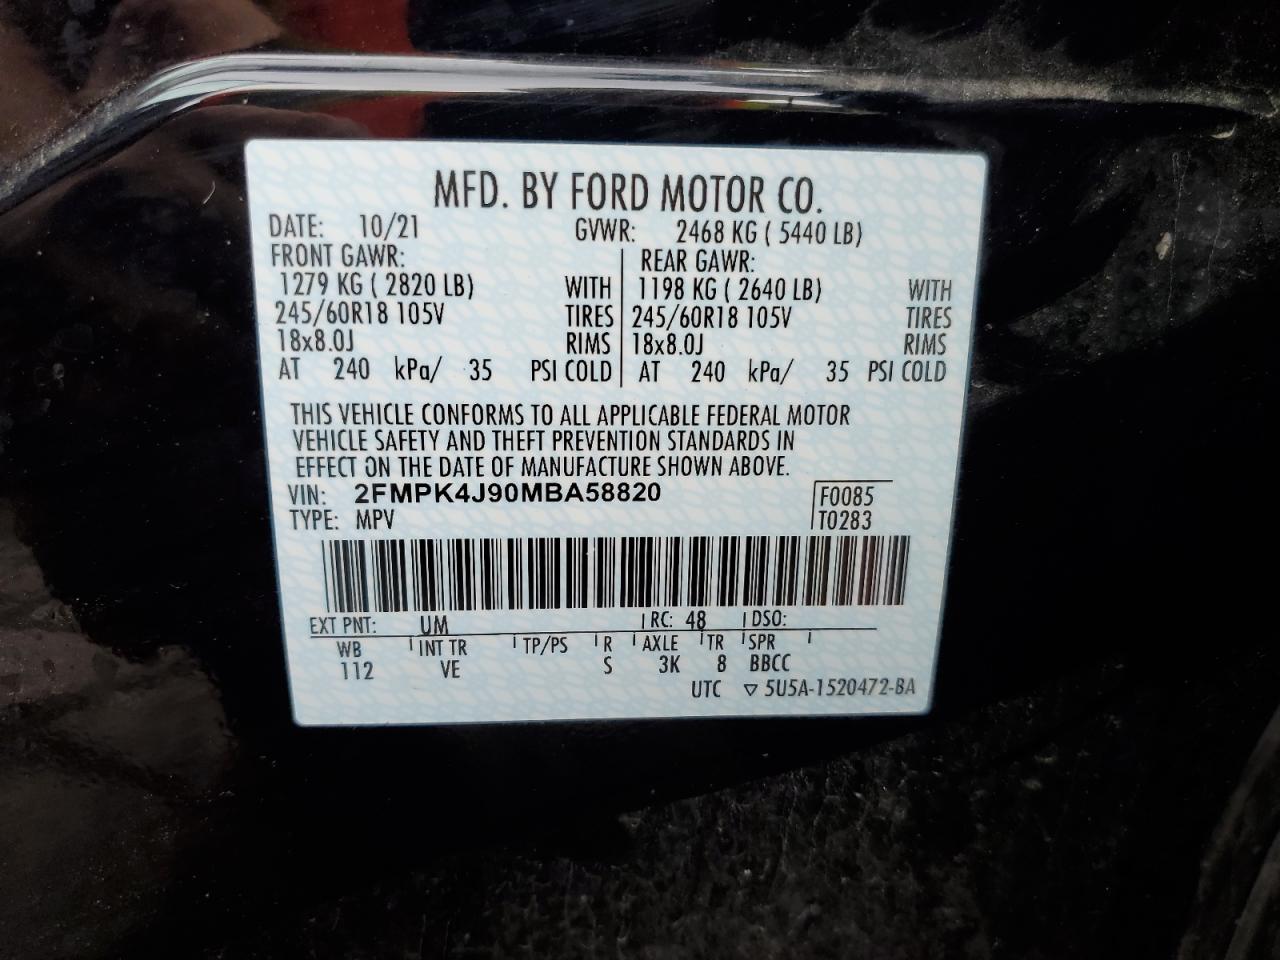 MFD. BY FORD MOTOR CO.
DATE: 10/21 GVWR: 2468 KG ( 5440 LB)
FRONT GAWR: REAR GAWR:
1279 KG ( 2820 LB) WITH 1198 KG ( 2640 LB) WITH
245/60R18 105V TIRES 245/60R18 105V TIRES
18x8.0J RIMS 18x8.0J RIMS
AT 240 kPa/ 35 PSI COLD AT 240 kPa/ 35 PSI COLD
THIS VEHICLE CONFORMS TO ALL APPLICABLE FEDERAL MOTOR
VEHICLE SAFETY AND THEFT PREVENTION STANDARDS IN
EFFECT ON THE DATE OF MANUFACTURE SHOWN ABOVE.
VIN: 2FMPK4J90MBA58820 F0085
TYPE: MPV T0283
EXT PNT: UM RC: 48 DSO:
WB INT TR TP/PS R AXLE TR SPR
112 VE S 3K 8 BBCC
UTC ▽ 5U5A-1520472-BA